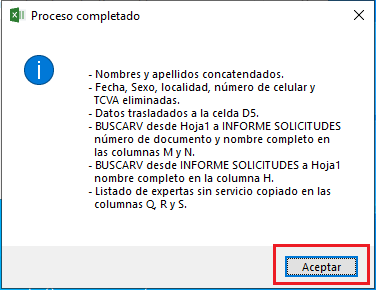 Proceso completado
- Nombres y apellidos concatendados.
- Fecha, Sexo, localidad, número de celular y
TCVA eliminadas.
- Datos trasladados a la celda D5.
- BUSCARV desde Hoja1 a INFORME SOLICITUDES
número de documento y nombre completo en
las columnas M y N.
- BUSCARV desde INFORME SOLICITUDES a Hoja1
nombre completo en la columna H.
- Listado de expertas sin servicio copiado en las
columnas Q, R y S.
Aceptar